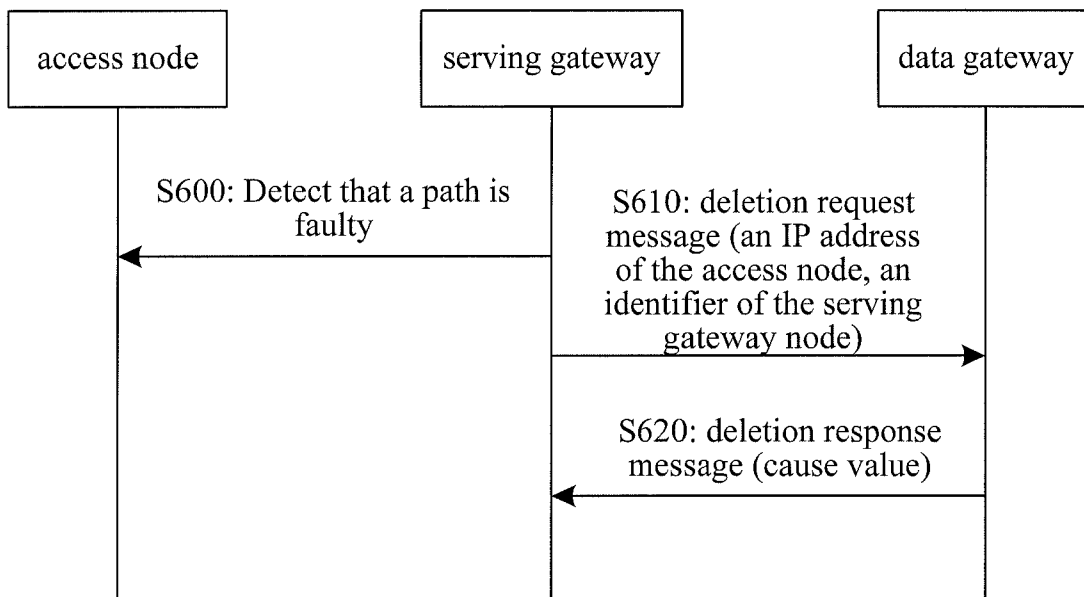 access node
serving gateway
data gateway
S600: Detect that a path is
faulty
S610: deletion request
message (an IP address
of the access node, an
identifier of the serving
gateway node)
S620: deletion response
message (cause value)